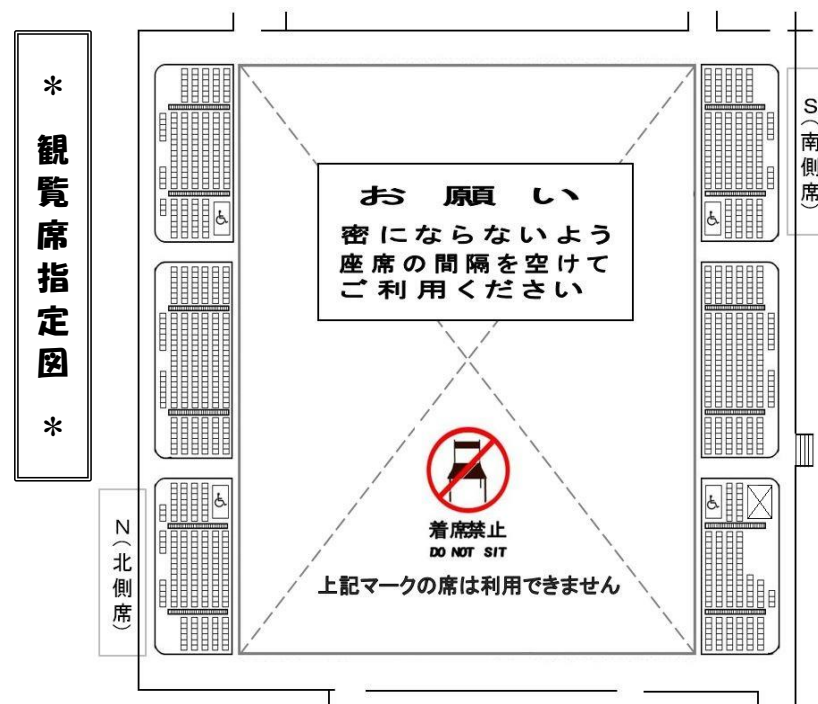 * 観覧席指定図 *
S(南側席)
お願い
密にならないよう
座席の間隔を空けて
ご利用ください
着席禁止
DO NOT SIT
上記マークの席は利用できません
N(北側席)